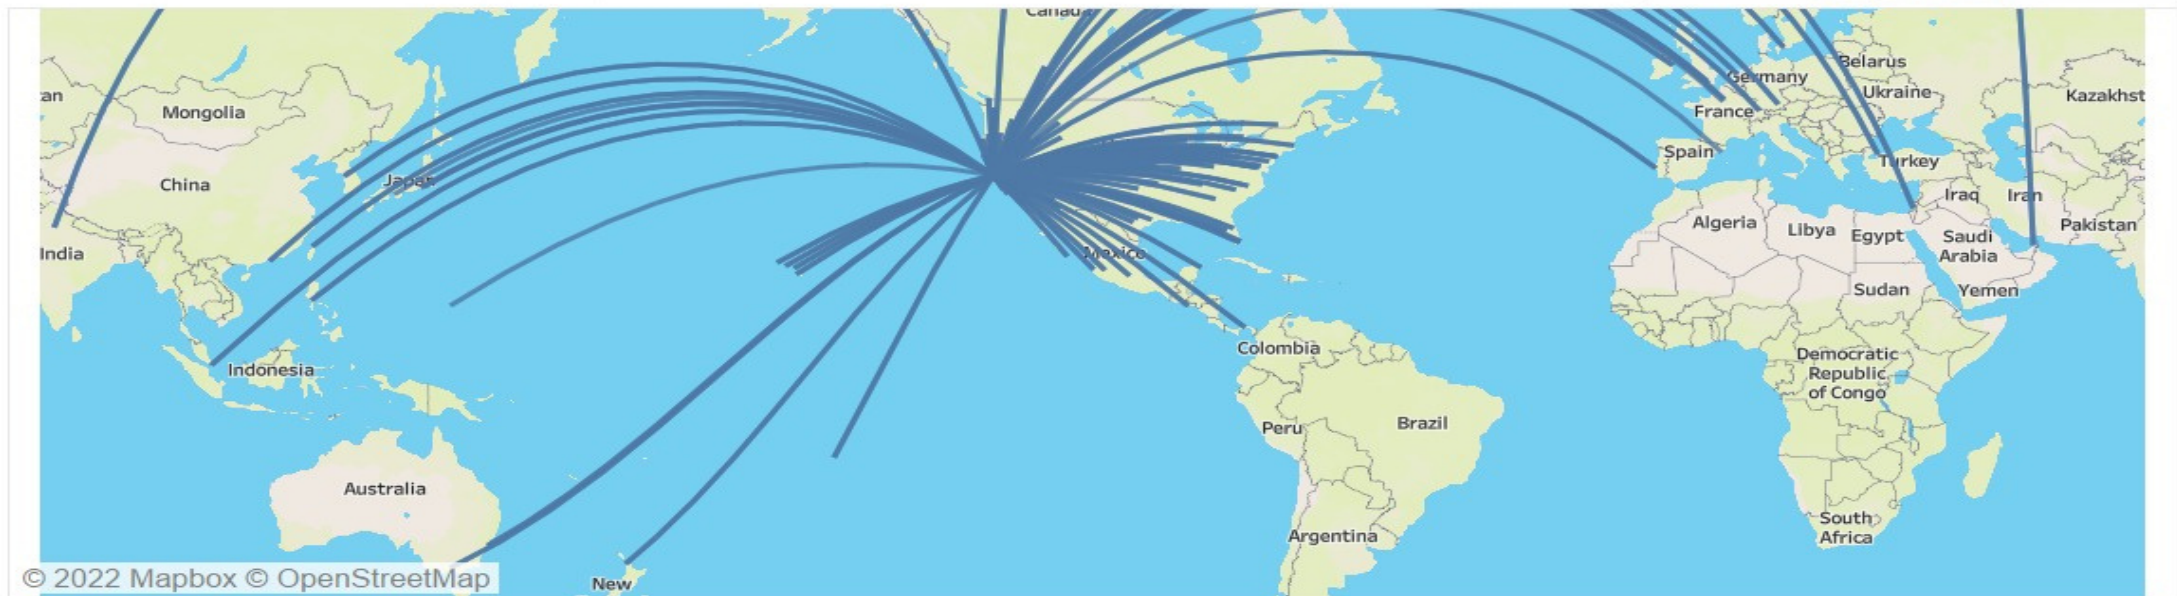 Canad
Mongolia
an
China
Japan
India
Indonesia
Australia
New
Mexico
Colombia
Peru
Brazil
Argentina
Belarus
Germany
Ukraine
Kazakhst
France
Spain
Turkey
Iraq
Iran
Pakistan
Algeria
Libya
Egypt
Saudi
Arabia
Sudan
Yemen
Democratic
Republic
of Congo
South
Africa
© 2022 Mapbox © OpenStreetMap